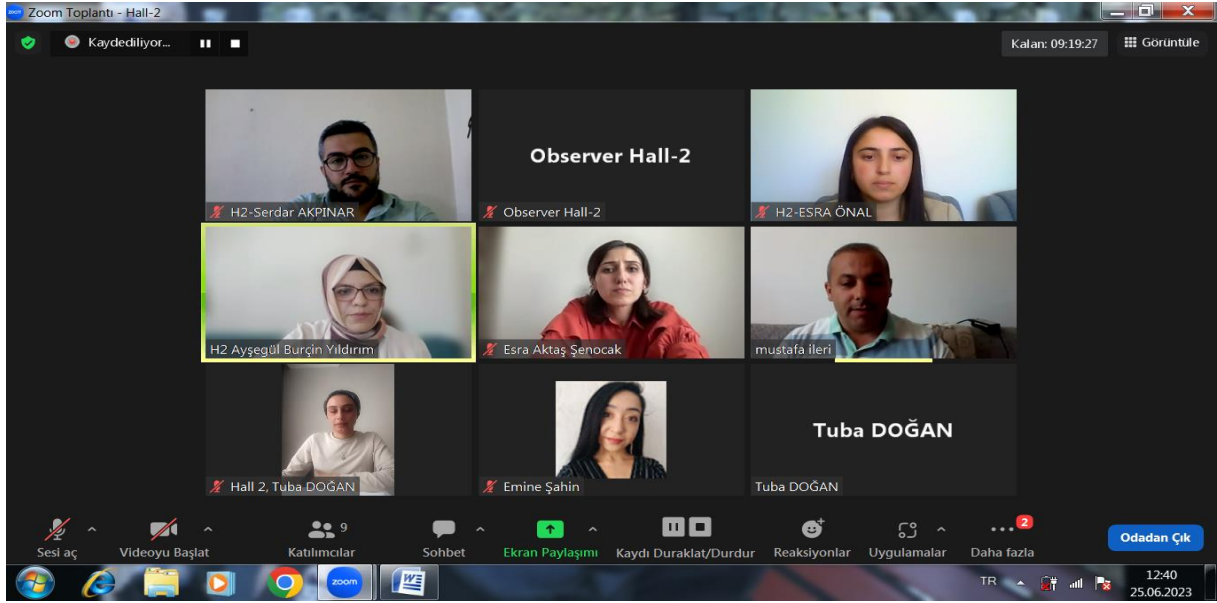 zoom Zoom Toplantı - Hall-2
Kaydediliyor...
Kalan: 09:19:27
Görüntüle
H2-Serdar AKPINAR
Observer Hall-2
Observer Hall-2
H2-ESRA ÖNAL
H2 Ayşegül Burçin Yıldırım
Esra Aktaş Şenocak
mustafa ileri
Hall 2, Tuba DOĞAN
Emine Şahin
Tuba DOĞAN
Tuba DOĞAN
Sesi aç
Videoyu Başlat
9
Katılımcılar
Sohbet
Ekran Paylaşımı
Kaydı Duraklat/Durdur
Reaksiyonlar
Uygulamalar
2
Daha fazla
Odadan Çık
zoom
W
TR
12:40
25.06.2023